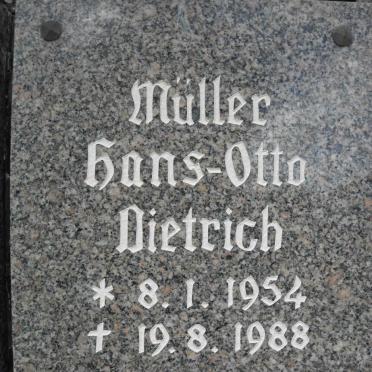 Müller
Hans-Otto
Dietrich
* 8. 1. 1954
† 19. 8. 1988